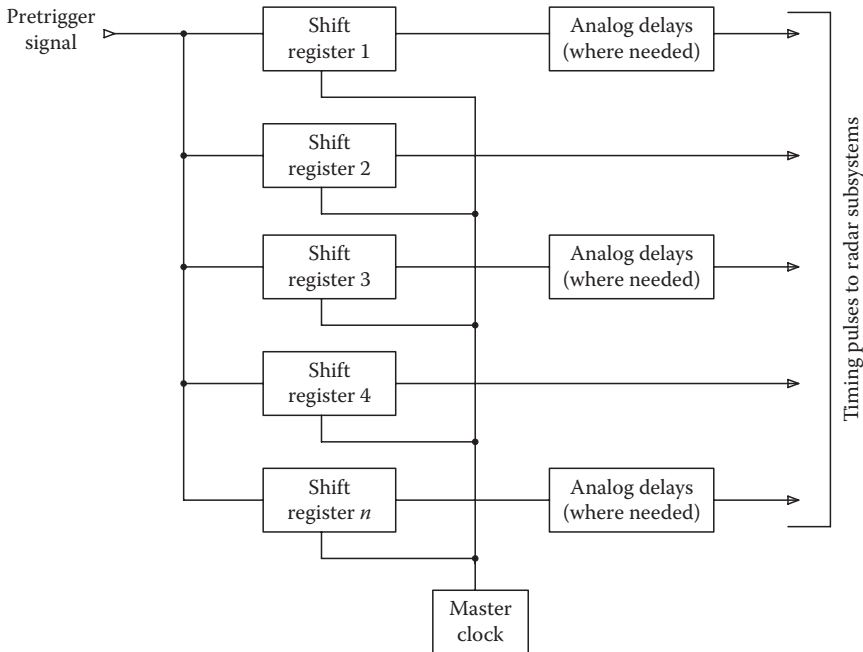 Pretrigger
signal
Shift
register 1
Analog delays
(where needed)
Shift
register 2
Shift
register 3
Analog delays
(where needed)
Shift
register 4
Shift
register n
Analog delays
(where needed)
Master
clock
Timing pulses to radar subsystems